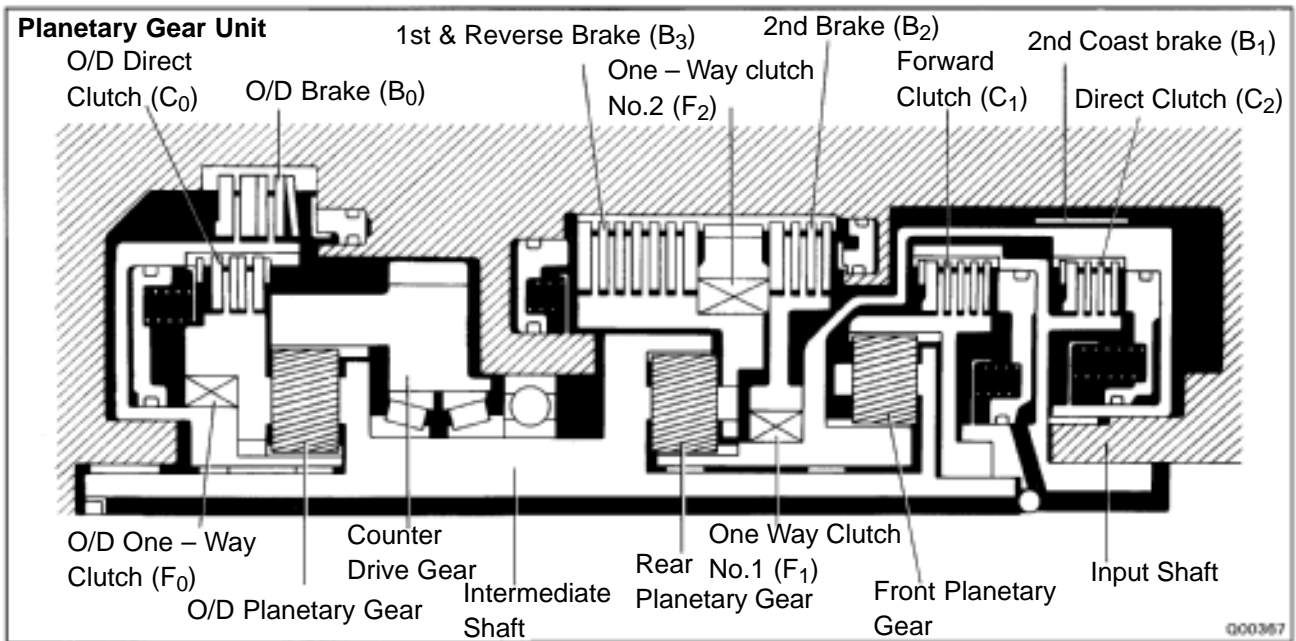 Planetary Gear Unit
O/D Direct
Clutch (C0)
O/D Brake (B0)
1st & Reverse Brake (B3)
One – Way clutch
No.2 (F2)
2nd Brake (B2)
Forward
Clutch (C1)
2nd Coast brake (B1)
Direct Clutch (C2)
O/D One – Way
Clutch (F0)
O/D Planetary Gear
Counter
Drive Gear
Intermediate
Shaft
Rear
Planetary Gear
One Way Clutch
No.1 (F1)
Front Planetary
Gear
Input Shaft
Q00367